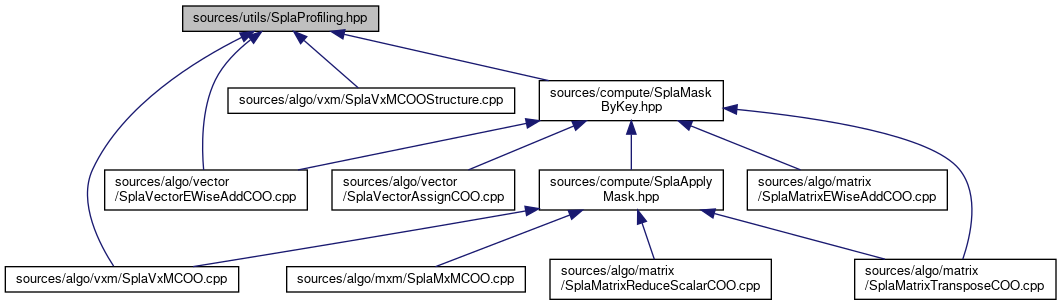 sources/utils/SplaProfiling.hpp
sources/algo/vxm/SplaVxMCOOStructure.cpp
sources/compute/SplaMask
ByKey.hpp
sources/algo/vector
/SplaVectorEWiseAddCOO.cpp
sources/algo/vector
/SplaVectorAssignCOO.cpp
sources/compute/SplaApply
Mask.hpp
sources/algo/matrix
/SplaMatrixEWiseAddCOO.cpp
sources/algo/vxm/SplaVxMCOO.cpp
sources/algo/mxm/SplaMxMCOO.cpp
sources/algo/matrix
/SplaMatrixReduceScalarCOO.cpp
sources/algo/matrix
/SplaMatrixTransposeCOO.cpp